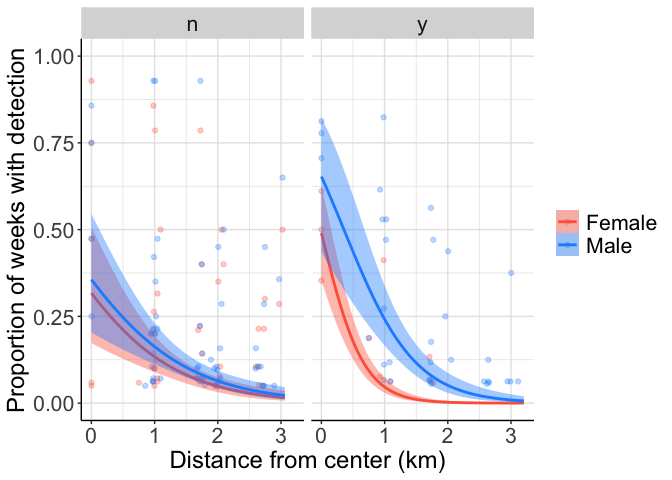 n
y
Proportion of weeks with detection
1.00
0.75
0.50
0.25
0.00
0 1 2 3
0 1 2 3
Distance from center (km)
Female
Male